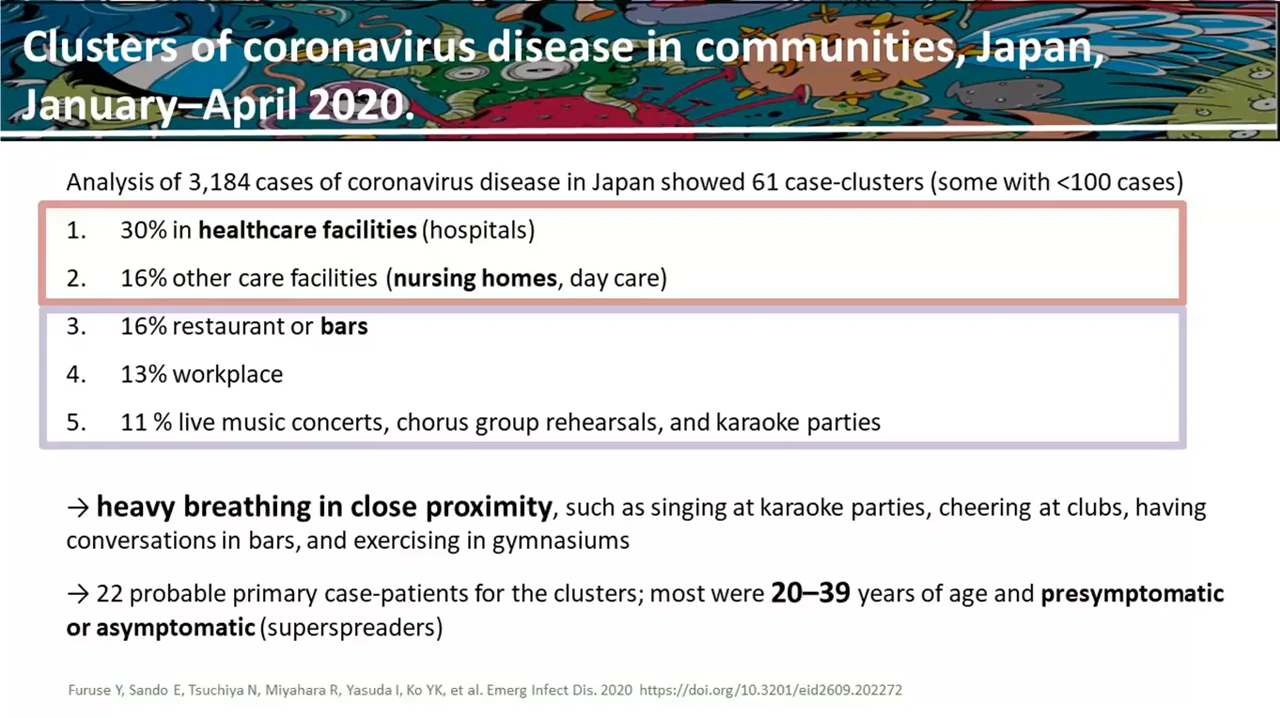 Clusters of coronavirus disease in communities, Japan,
January–April 2020.
Analysis of 3,184 cases of coronavirus disease in Japan showed 61 case-clusters (some with <100 cases)
1. 30% in healthcare facilities (hospitals)
2. 16% other care facilities (nursing homes, day care)
3. 16% restaurant or bars
4. 13% workplace
5. 11 % live music concerts, chorus group rehearsals, and karaoke parties
→ heavy breathing in close proximity, such as singing at karaoke parties, cheering at clubs, having
conversations in bars, and exercising in gymnasiums
→ 22 probable primary case-patients for the clusters; most were 20–39 years of age and presymptomatic
or asymptomatic (superspreaders)
Furuse Y, Sando E, Tsuchiya N, Miyahara R, Yasuda I, Ko YK, et al. Emerg Infect Dis. 2020 https://doi.org/10.3201/eid2609.202272